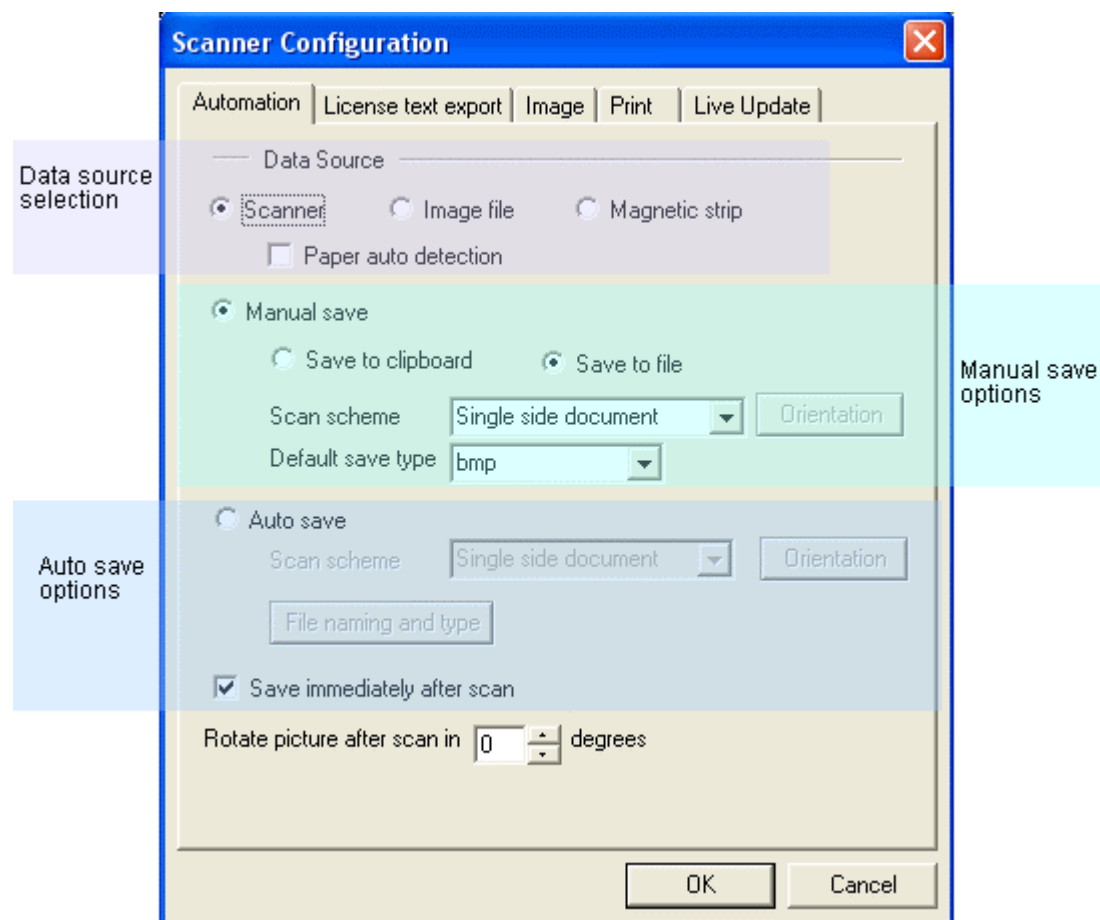 Scanner Configuration
Automation License text export Image Print Live Update
Data source
selection
Data Source
Scanner Image file Magnetic strip
Paper auto detection
Manual save
Save to clipboard Save to file
Manual save
options
Scan scheme Single side document Orientation
Default save type bmp
Auto save
options
Auto save
Scan scheme Single side document Orientation
File naming and type
Save immediately after scan
Rotate picture after scan in 0 degrees
OK Cancel